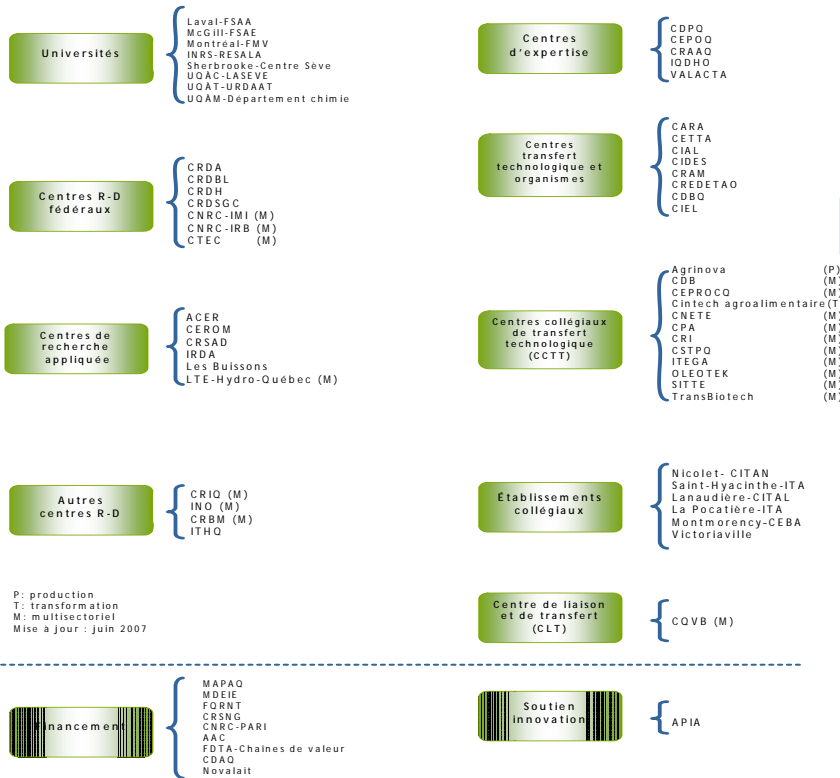 Universités
Laval-FSAA
McGill-FSAE
Montréal-FMV
INRS-RESALA
Sherbrooke-Centre Sève
UQÀC-LASEVE
UQÀT-URDAAT
UQÀM-Département chimie
Centres R-D
fédéraux
CRDA
CRDBL
CRDH
CRDSGC
CNRC-IMI (M)
CNRC-IRB (M)
CTEC (M)
Centres de
recherche
appliquée
ACER
CEROM
CRSAD
IRDA
Les Buissons
LTE-Hydro-Québec (M)
Autres
centres R-D
CRIQ (M)
INO (M)
CRBM (M)
ITHQ
P: production
T: transformation
M: multisectoriel
Mise à jour : juin 2007
Centres
d'expertise
CDPQ
CEPOQ
CRAAQ
IQDHO
VALACTA
Centres
transfert
technologique et
organismes
CARA
CETTA
CIAL
CIDES
CRAM
CREDETAO
CDBQ
CIEL
Centres collégiaux
de transfert
technologique
(CCTT)
Agrinova (P)
CDB (M)
CEPROCQ (M)
Cintech agroalimentaire(T
CNETE (M)
CPA (M)
CRI (M)
CSTPQ (M)
ITEGA (M)
OLEOTEK (M)
SITTE (M)
TransBiotech (M)
Établissements
collégiaux
Nicolet- CITAN
Saint-Hyacinthe-ITA
Lanaudière-CITAL
La Pocatière-ITA
Montmorency-CEBA
Victoriaville
Centre de liaison
et de transfert
(CLT)
CQVB (M)
Financement
MAPAQ
MDEIE
FQRNT
CRSNG
CNRC-PARI
AAC
FDTA-Chaînes de valeur
CDAQ
Novalait
Soutien
innovation
APIA